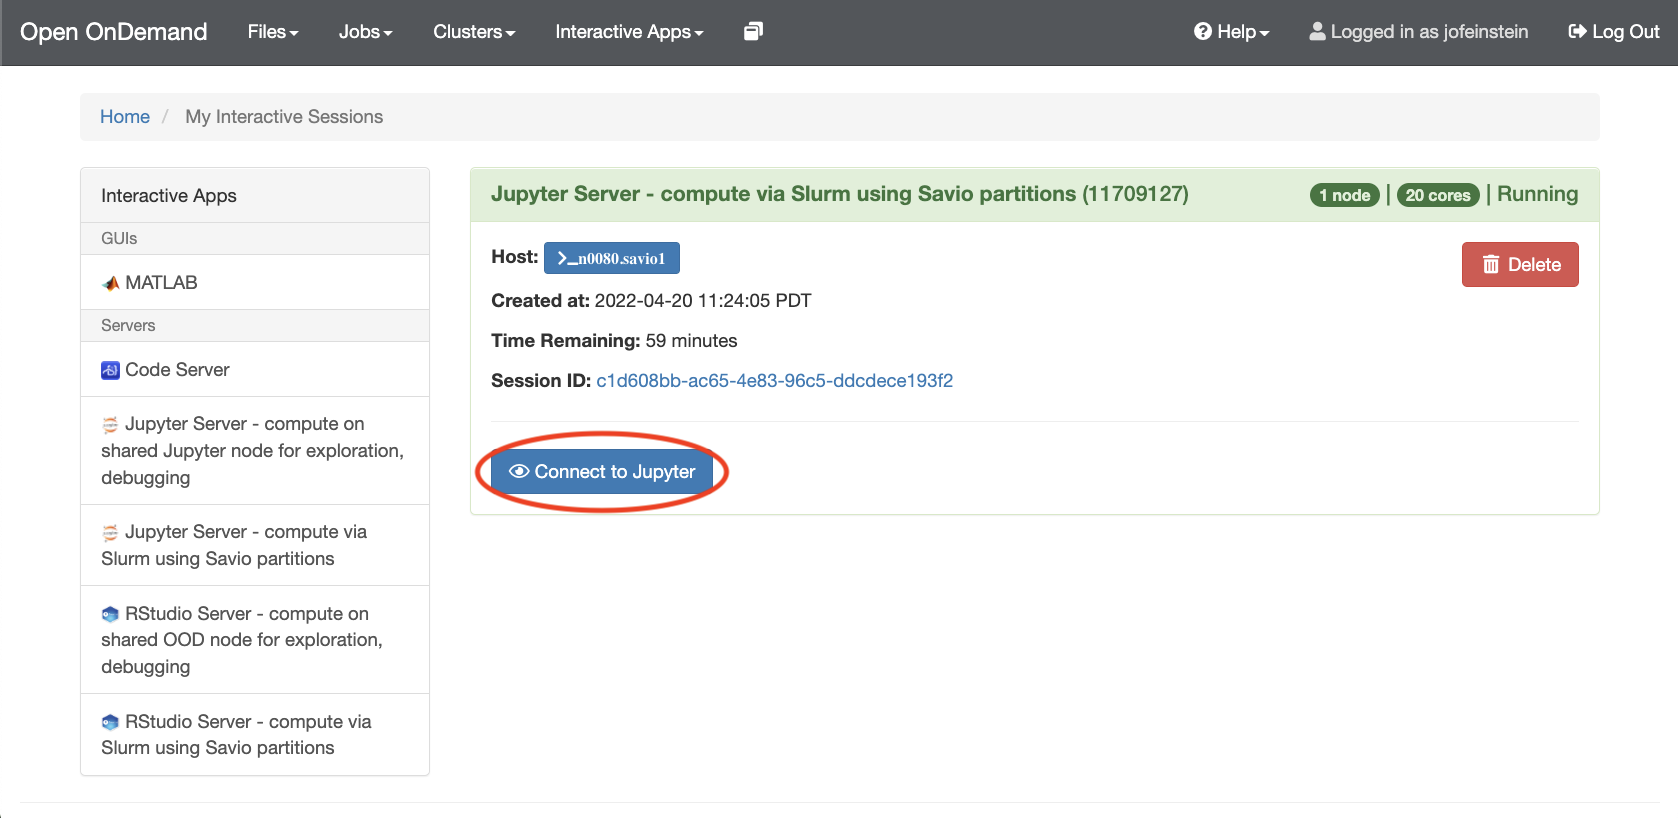 Open OnDemand Files Jobs Clusters Interactive Apps Help Logged in as jofeinstein Log Out
Home / My Interactive Sessions
Interactive Apps
GUIs
MATLAB
Servers
Code Server
Jupyter Server - compute on
shared Jupyter node for exploration,
debugging
Jupyter Server - compute via
Slurm using Savio partitions
RStudio Server - compute on
shared OOD node for exploration,
debugging
RStudio Server - compute via
Slurm using Savio partitions
Jupyter Server - compute via Slurm using Savio partitions (11709127) 1 node | 20 cores | Running
Host: >_n0080.savio1
Delete
Created at: 2022-04-20 11:24:05 PDT
Time Remaining: 59 minutes
Session ID: c1d608bb-ac65-4e83-96c5-ddcdece193f2
Connect to Jupyter